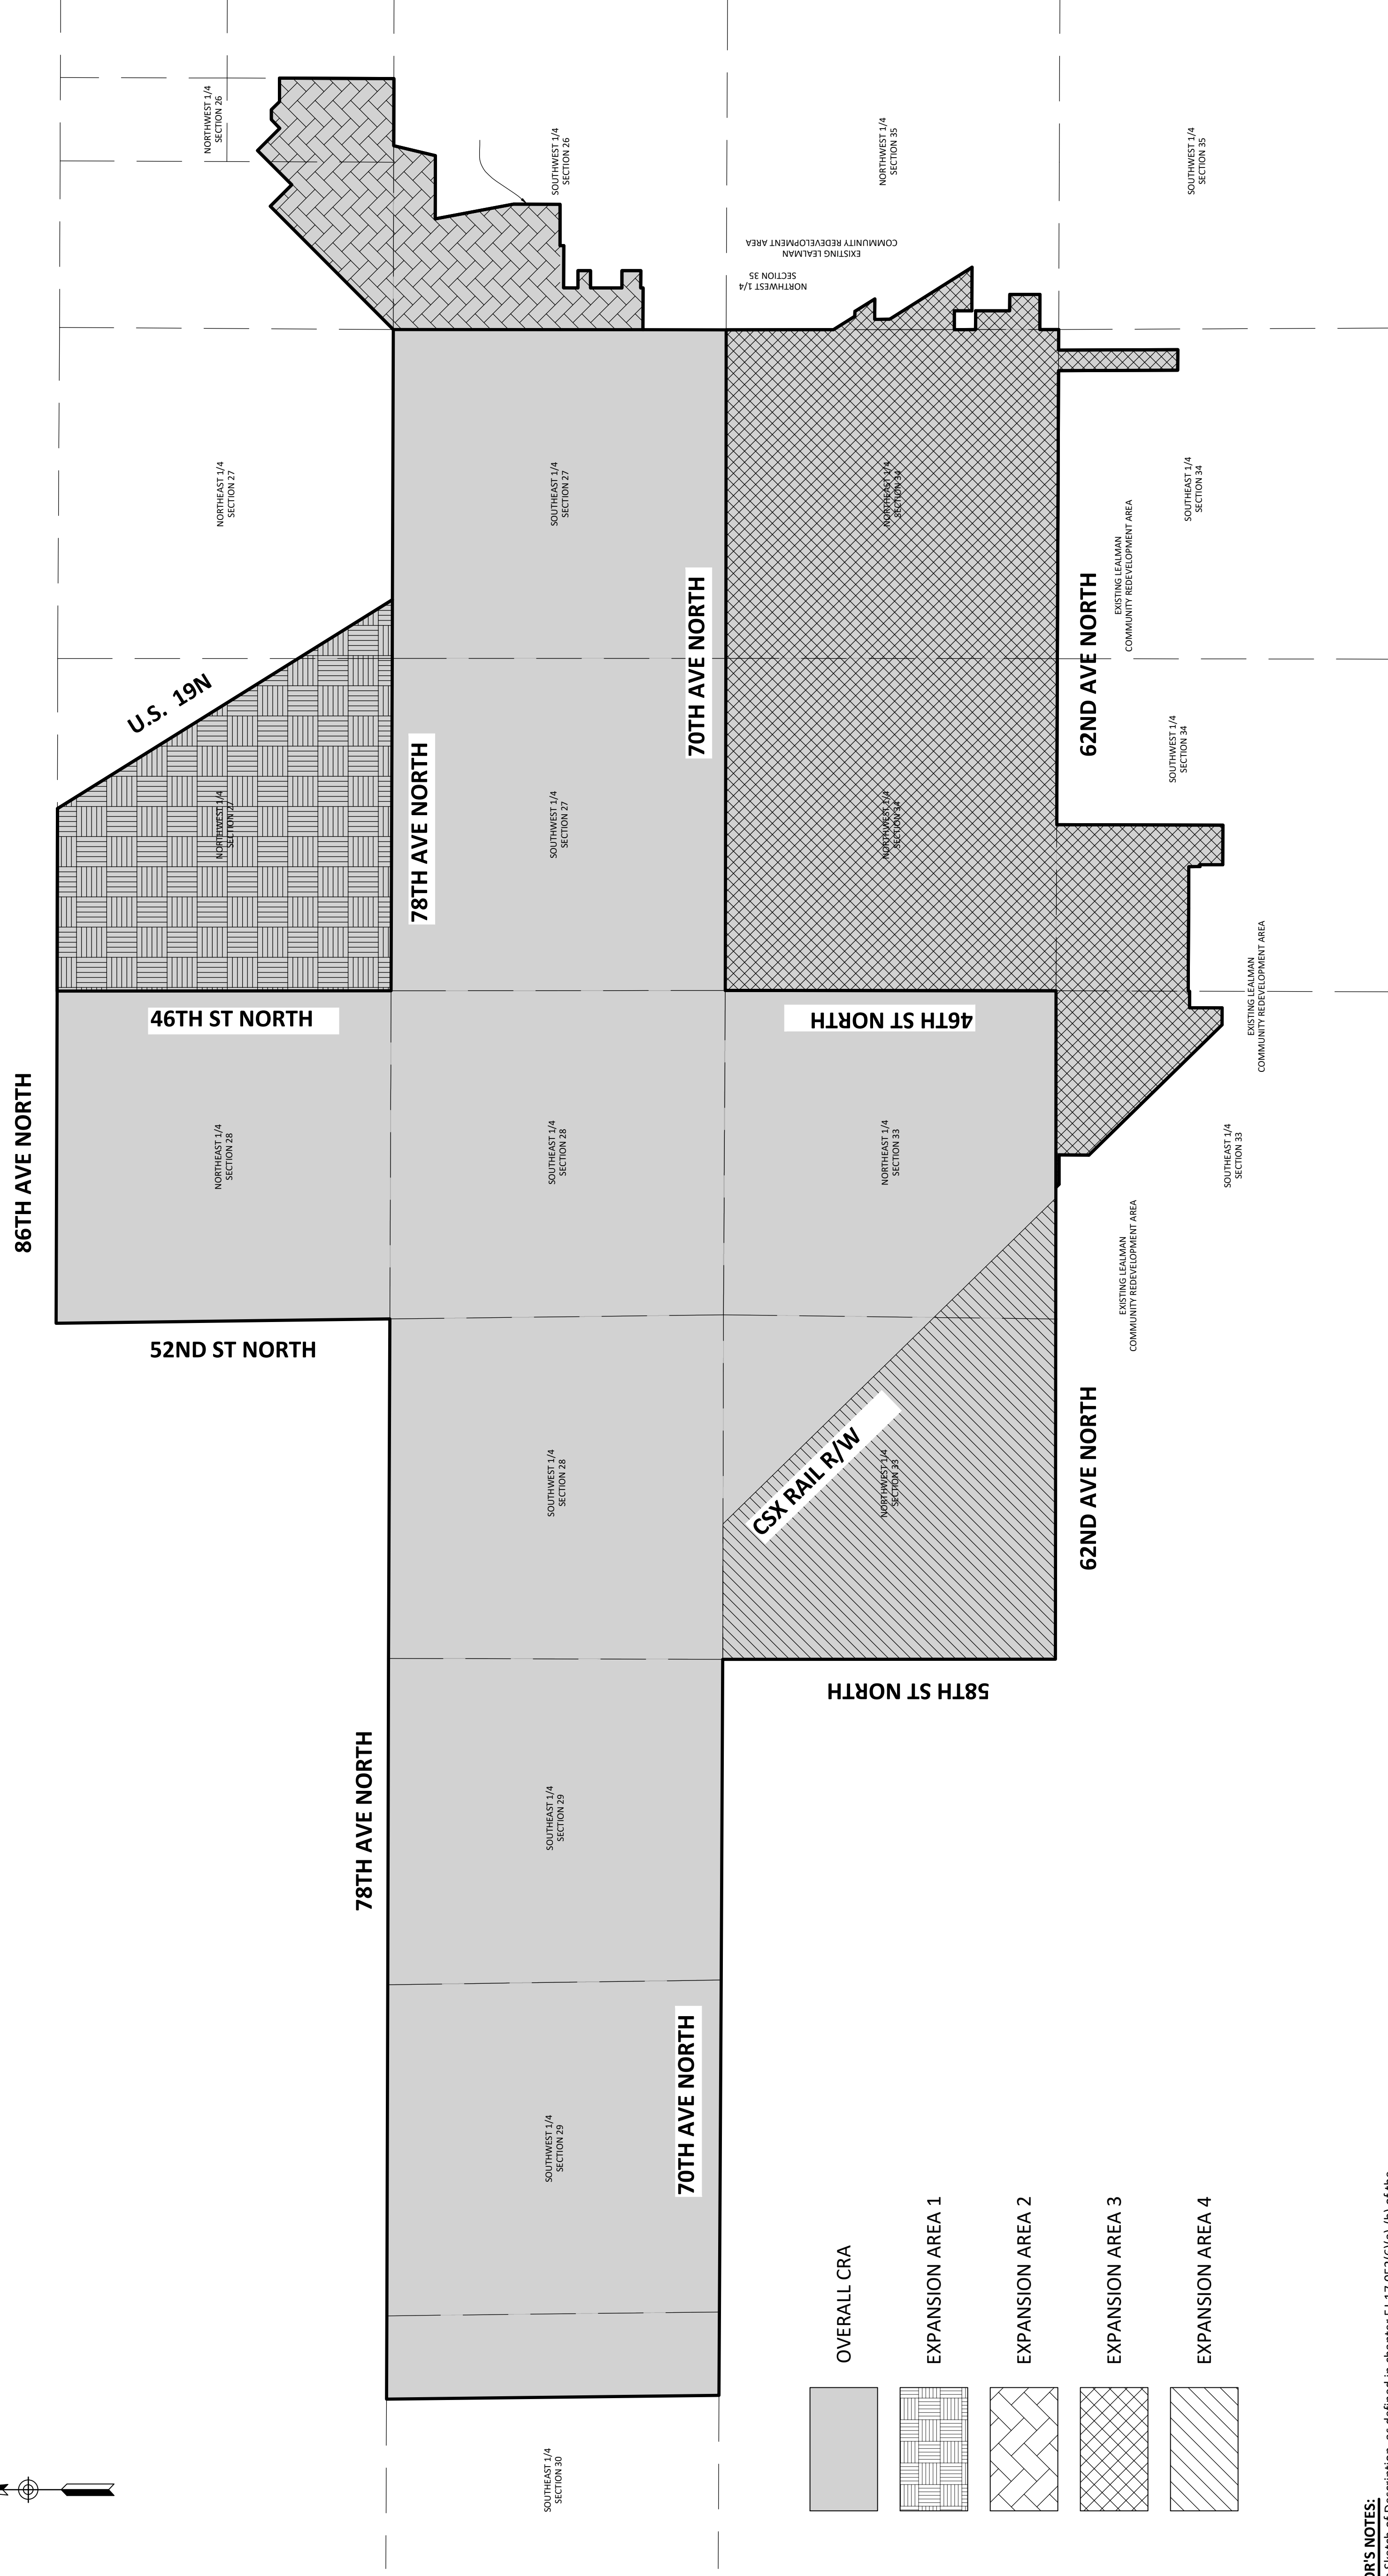 NORTHWEST 1/4
SECTION 26
SOUTHWEST 1/4
SECTION 26
NORTHWEST 1/4
SECTION 35
SOUTHWEST 1/4
SECTION 35
EXISTING LEALMAN
COMMUNITY REDEVELOPMENT AREA
NORTHWEST 1/4
SECTION 35
NORTHEAST 1/4
SECTION 27
SOUTHEAST 1/4
SECTION 27
NORTHEAST 1/4
SECTION 34
SOUTHEAST 1/4
SECTION 34
EXISTING LEALMAN
COMMUNITY REDEVELOPMENT AREA
U.S. 19N
70TH AVE NORTH
62ND AVE NORTH
78TH AVE NORTH
NORTHWEST 1/4
SECTION 27
SOUTHWEST 1/4
SECTION 27
NORTHWEST 1/4
SECTION 34
SOUTHWEST 1/4
SECTION 34
46TH ST NORTH
46TH ST NORTH
EXISTING LEALMAN
COMMUNITY REDEVELOPMENT AREA
86TH AVE NORTH
NORTHEAST 1/4
SECTION 28
SOUTHEAST 1/4
SECTION 28
NORTHEAST 1/4
SECTION 33
SOUTHEAST 1/4
SECTION 33
EXISTING LEALMAN
COMMUNITY REDEVELOPMENT AREA
52ND ST NORTH
SOUTHWEST 1/4
SECTION 28
CSX RAIL R/W
NORTHWEST 1/4
SECTION 33
62ND AVE NORTH
58TH ST NORTH
78TH AVE NORTH
SOUTHEAST 1/4
SECTION 29
SOUTHWEST 1/4
SECTION 29
70TH AVE NORTH
SOUTHEAST 1/4
SECTION 30
OVERALL CRA
EXPANSION AREA 1
EXPANSION AREA 2
EXPANSION AREA 3
EXPANSION AREA 4
OR'S NOTES: